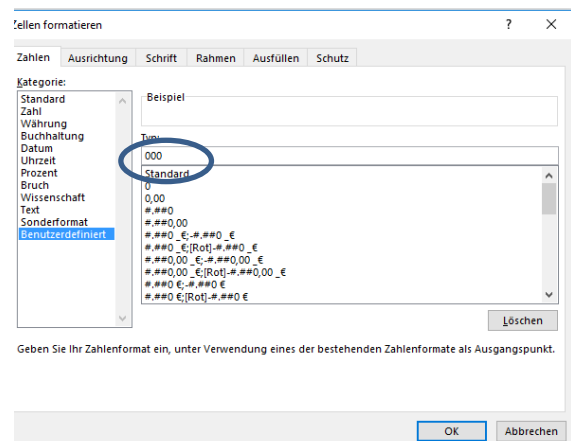 Zellen formatieren ? ×
Zahlen Ausrichtung Schrift Rahmen Ausfüllen Schutz
Kategorie:
Standard
Zahl
Währung
Buchhaltung
Datum
Uhrzeit
Prozent
Bruch
Wissenschaft
Text
Sonderformat
Benutzerdefiniert
Beispiel
Typ:
000
Standard
0
0,00
#.##0
#.##0,00
#.##0 _€;-#.##0 _€
#.##0 _€;[Rot]-#.##0 _€
#.##0,00 _€;-#.##0,00 _€
#.##0,00 _€;[Rot]-#.##0,00 _€
#.##0 €;-#.##0 €
#.##0 €;[Rot]-#.##0 €
Löschen
Geben Sie Ihr Zahlenformat ein, unter Verwendung eines der bestehenden Zahlenformate als Ausgangspunkt.
OK Abbrechen